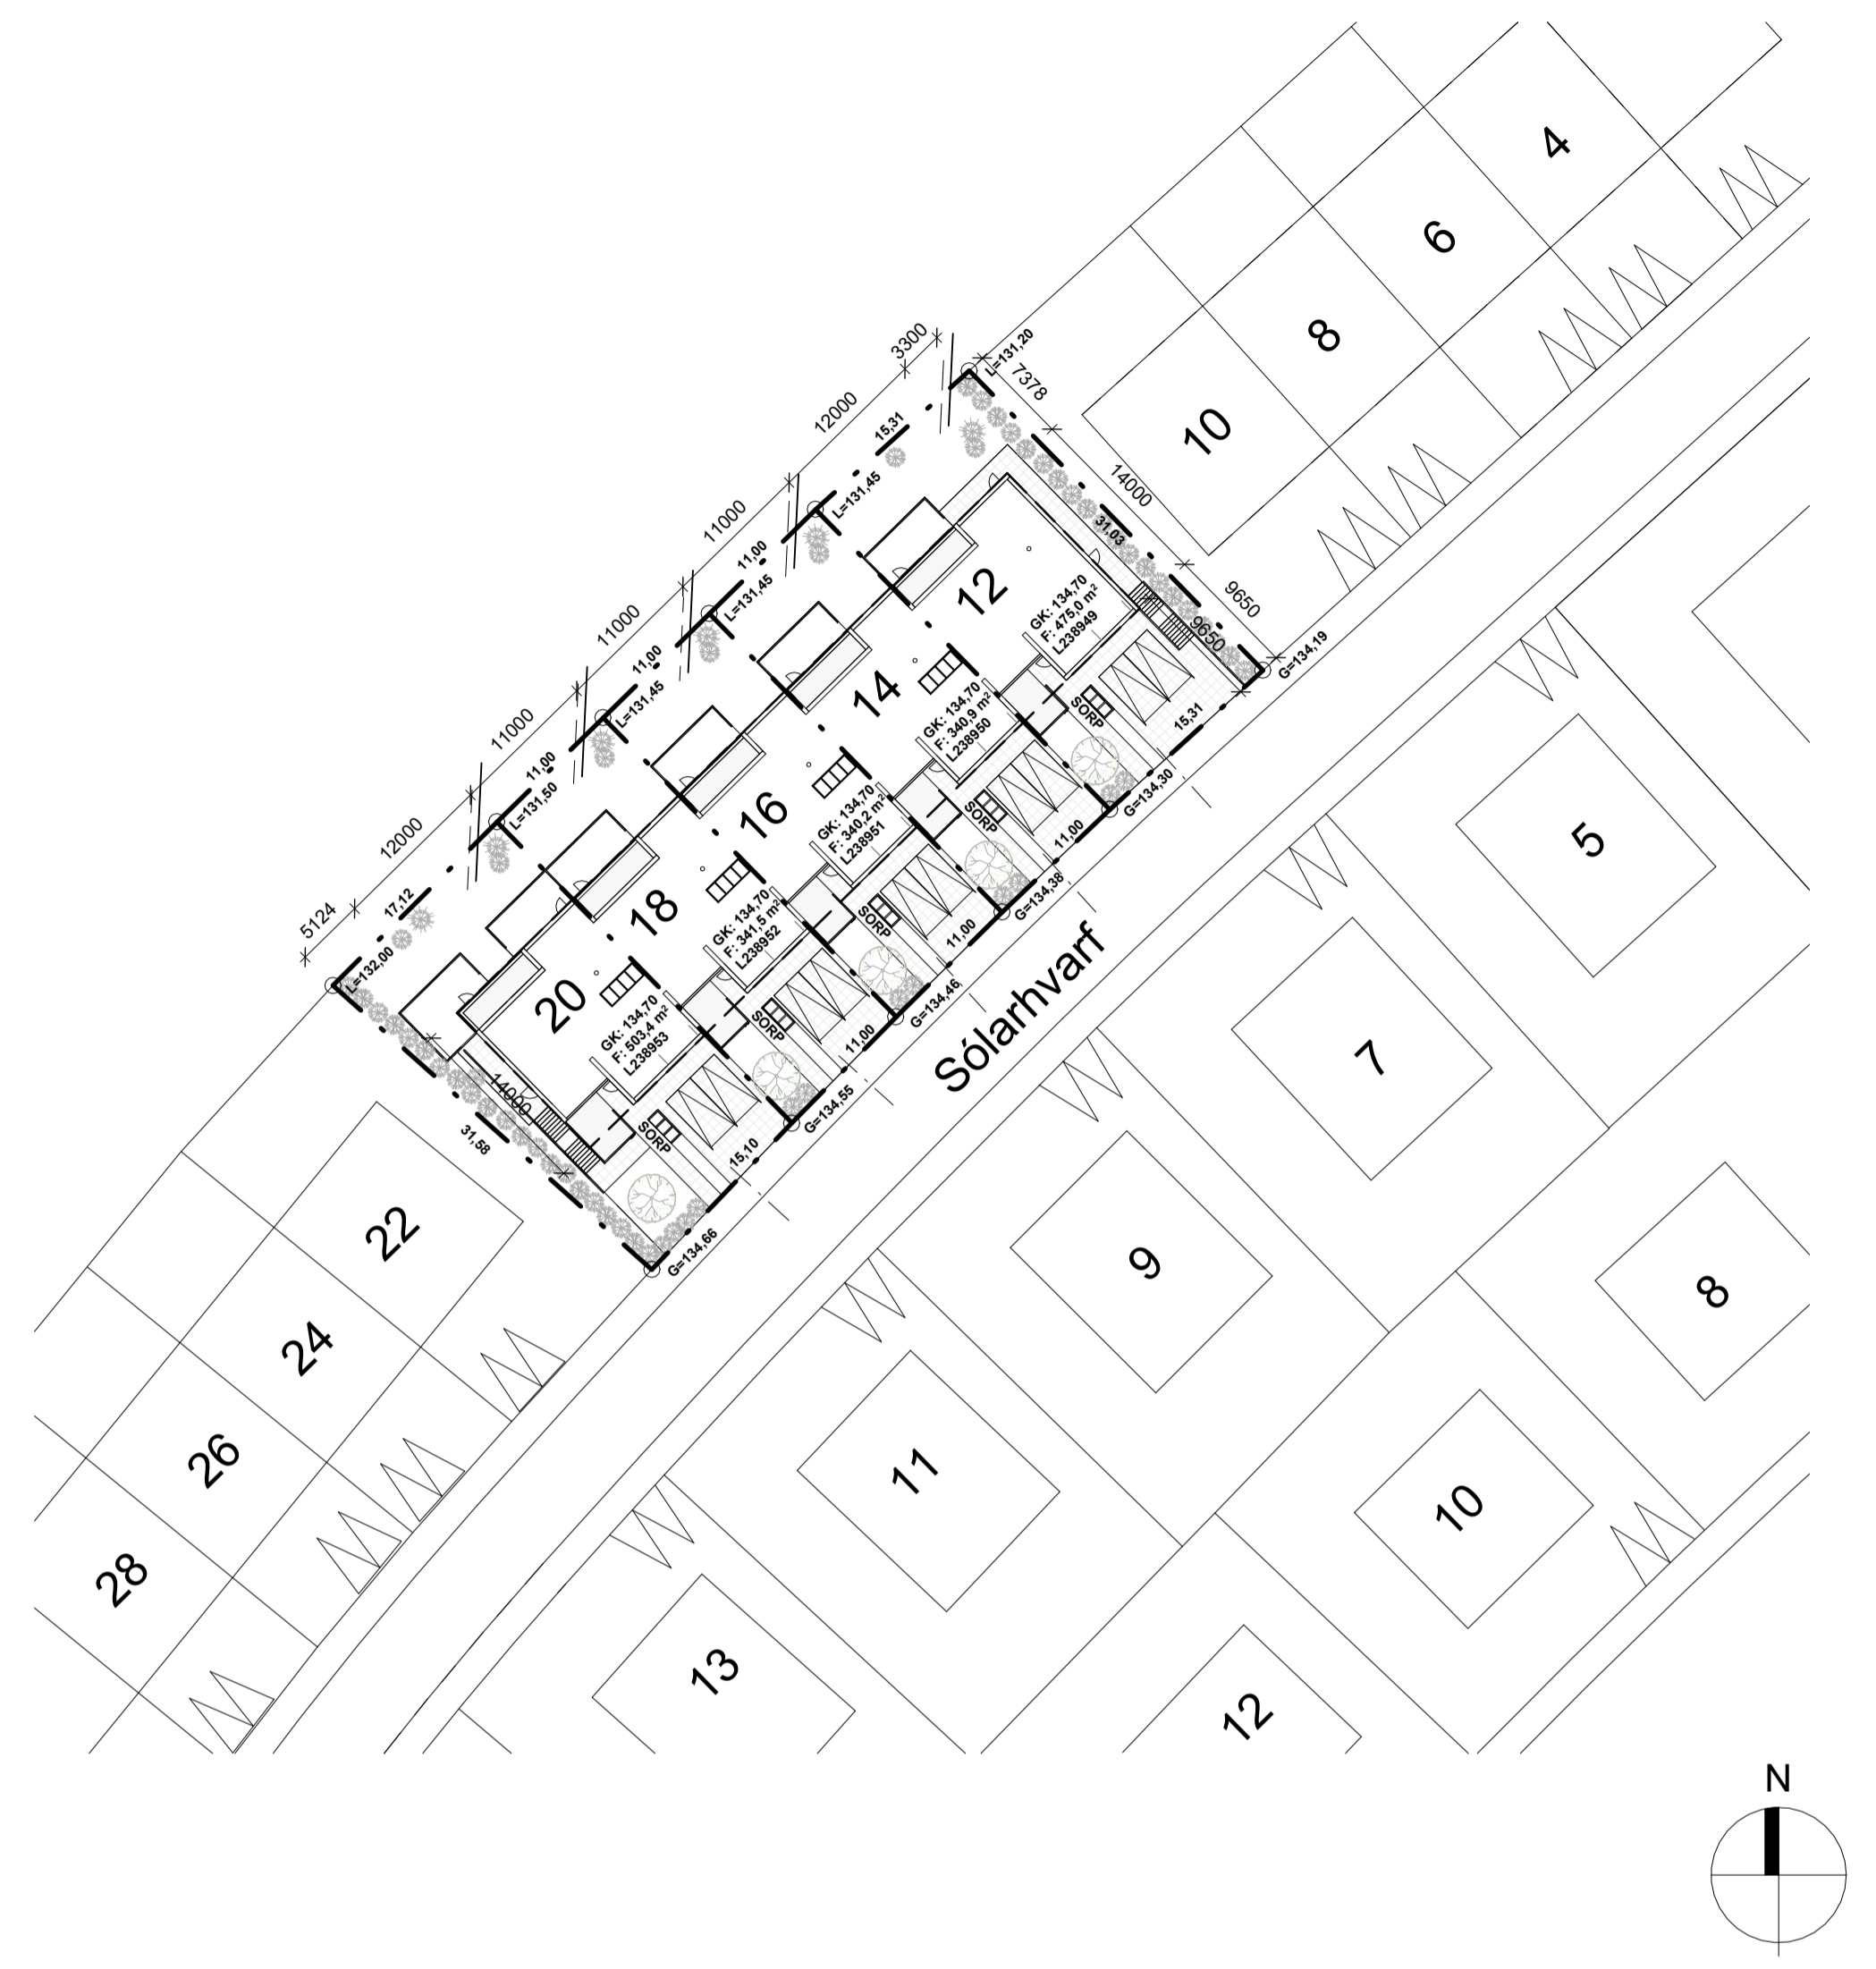 4
6
8
10
3300
L=131,20
7378
12000
15,31
L=131,45
14000
31,03
9650
9650
G=134,19
11000
11,00
L=131,45
11000
11,00
L=131,45
11000
11,00
L=131,50
12000
17,12
5124
L=132,00
12
GK: 134,70
F: 475,0 m²
L238949
SORP
15,31
G=134,30
14
GK: 134,70
F: 340,9 m²
L238950
SORP
11,00
G=134,38
16
GK: 134,70
F: 340,2 m²
L238951
SORP
11,00
G=134,46
18
GK: 134,70
F: 341,5 m²
L238952
SORP
11,00
G=134,55
20
GK: 134,70
F: 503,4 m²
L238953
SORP
15,10
G=134,66
14000
31,58
Sólarhvarf
5
7
9
8
22
24
26
28
11
10
13
12
N